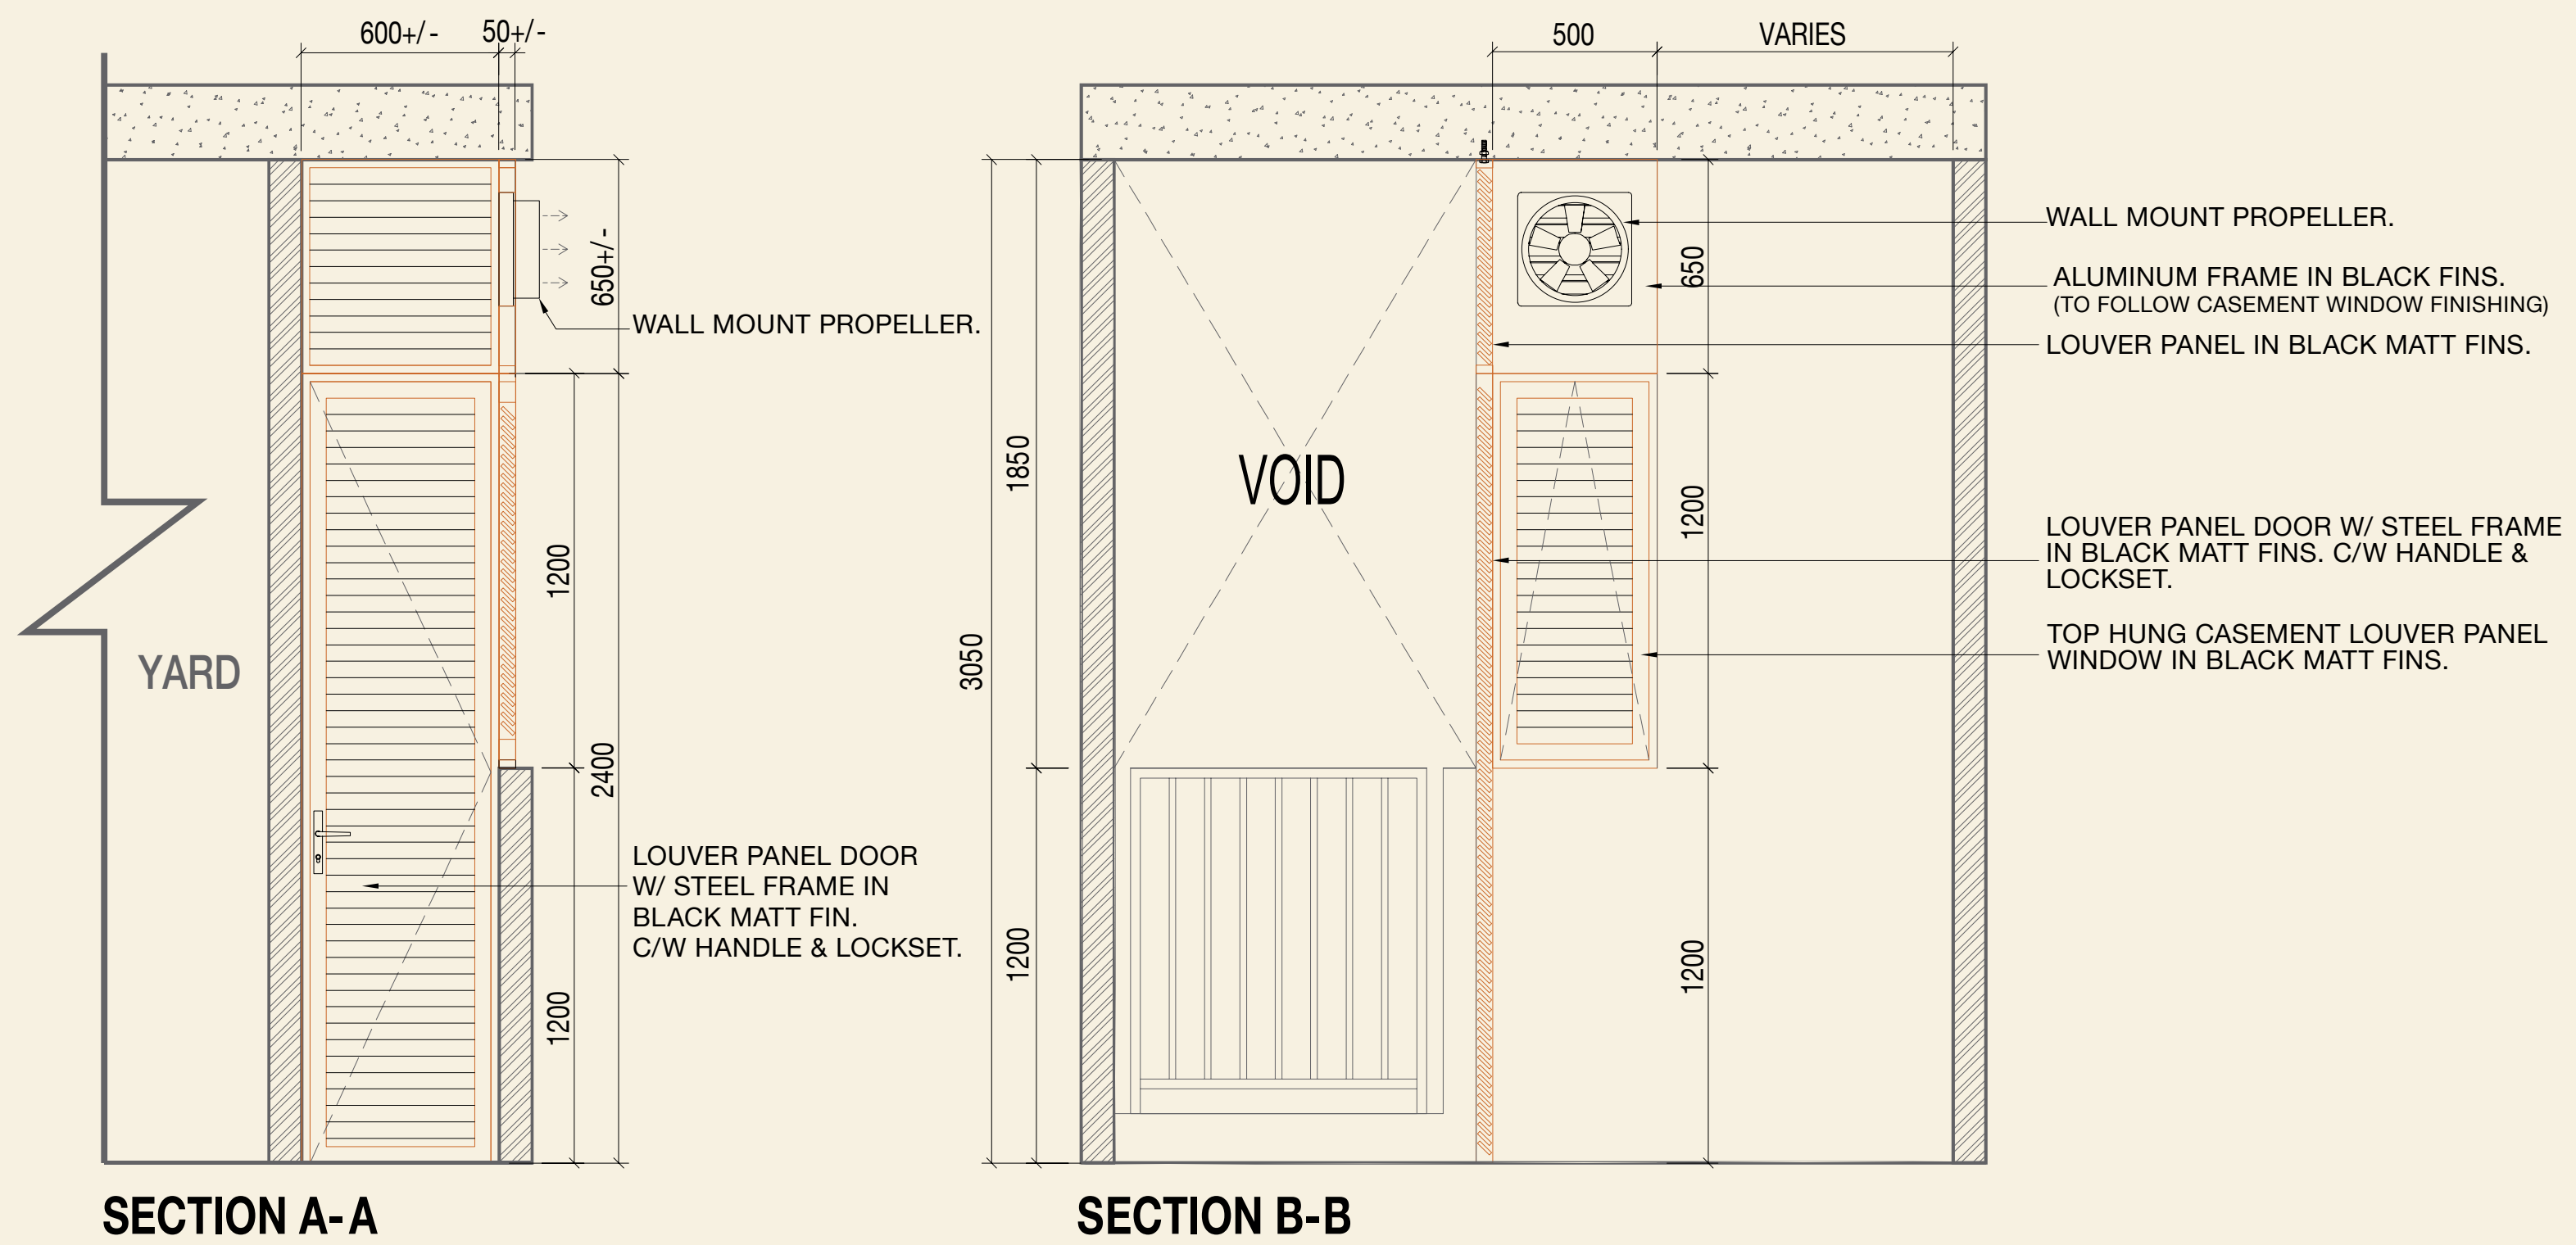 600+/-
50+/-
650+/-
WALL MOUNT PROPELLER.
1200
2400
YARD
LOUVER PANEL DOOR
W/ STEEL FRAME IN
BLACK MATT FIN.
C/W HANDLE & LOCKSET.
1200
SECTION A-A
500
VARIES
WALL MOUNT PROPELLER.
650
ALUMINUM FRAME IN BLACK FINS.
(TO FOLLOW CASEMENT WINDOW FINISHING)
LOUVER PANEL IN BLACK MATT FINS.
1850
VOID
1200
LOUVER PANEL DOOR W/ STEEL FRAME
IN BLACK MATT FINS. C/W HANDLE &
LOCKSET.
3050
TOP HUNG CASEMENT LOUVER PANEL
WINDOW IN BLACK MATT FINS.
1200
1200
SECTION B-B